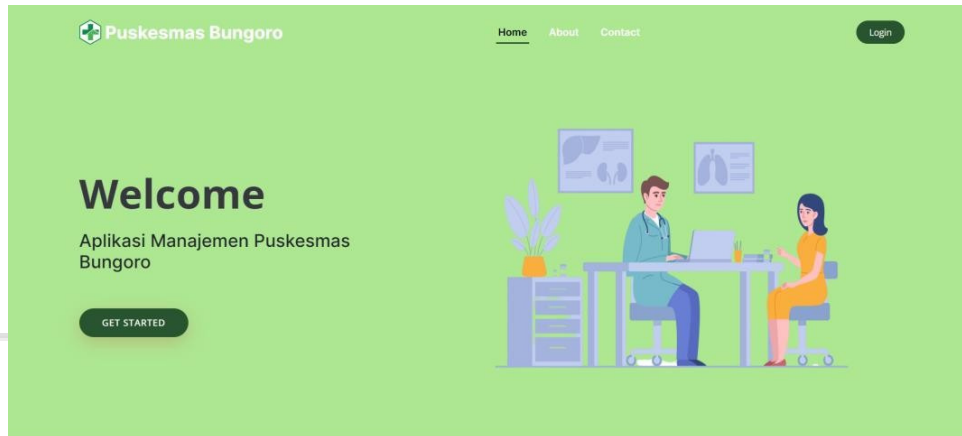 Puskesmas Bungoro
Home About Contact
Login
Welcome
Aplikasi Manajemen Puskesmas
Bungoro
GET STARTED